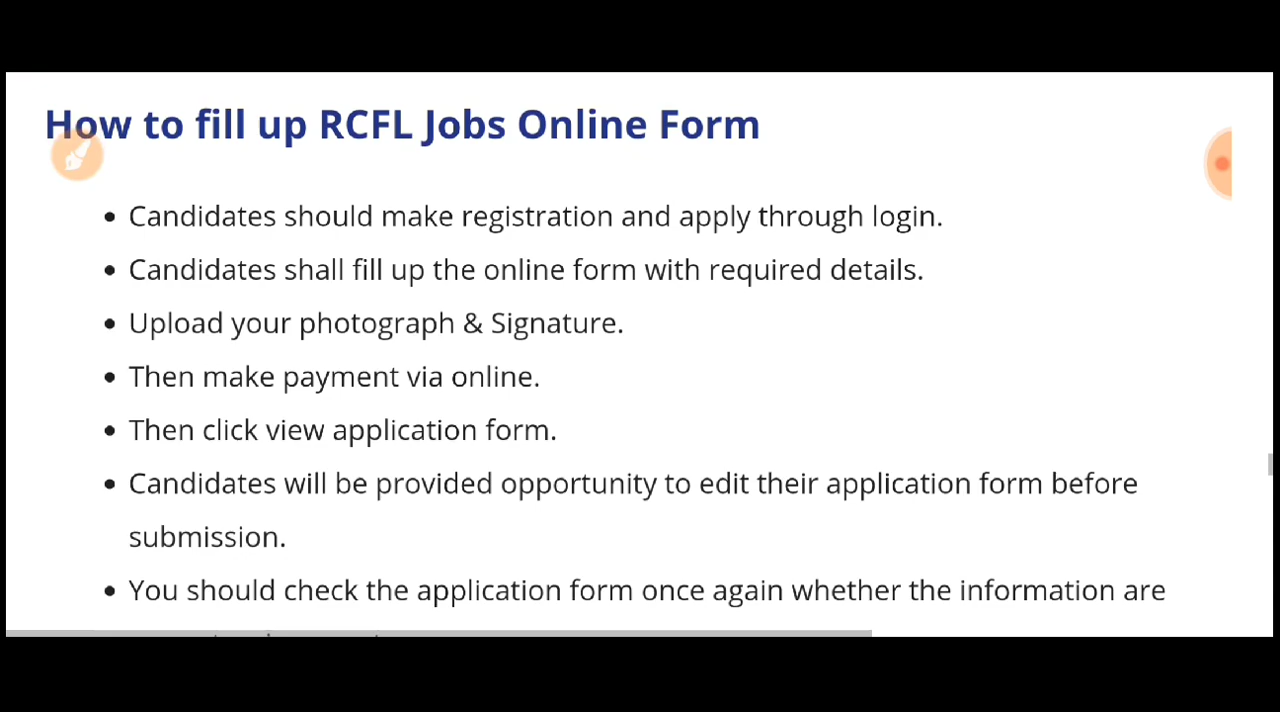 How to fill up RCFL Jobs Online Form
• Candidates should make registration and apply through login.
• Candidates shall fill up the online form with required details.
• Upload your photograph & Signature.
• Then make payment via online.
• Then click view application form.
• Candidates will be provided opportunity to edit their application form before
submission.
• You should check the application form once again whether the information are